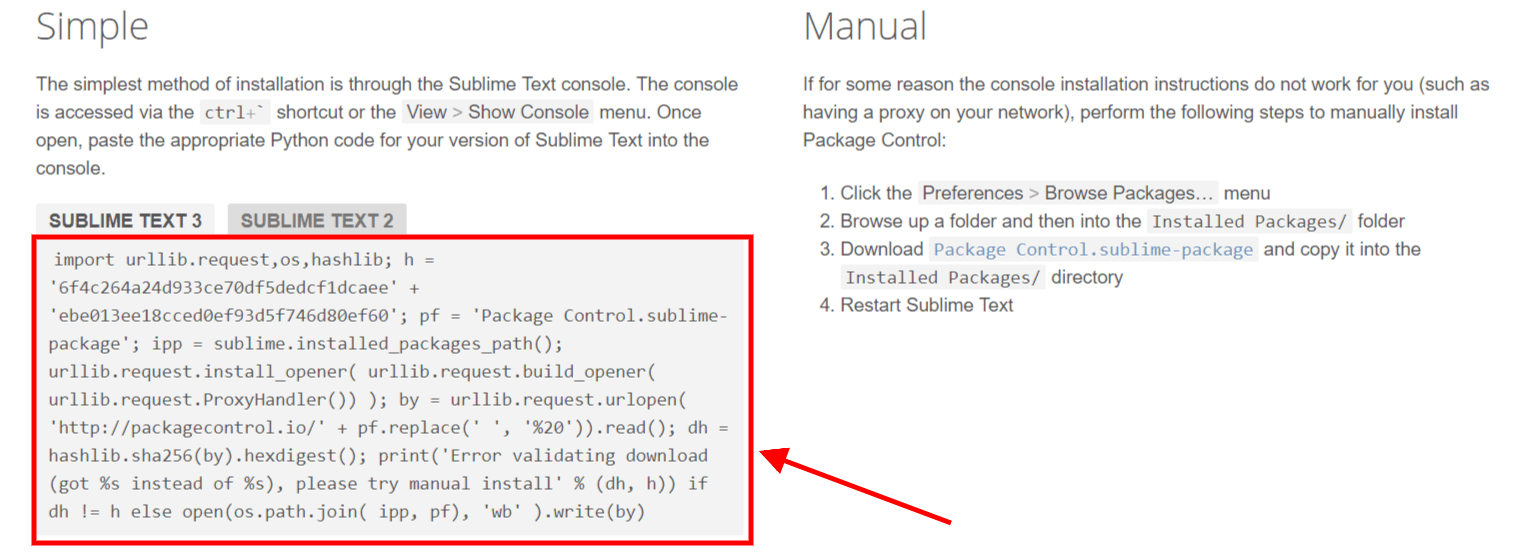 Simple
The simplest method of installation is through the Sublime Text console. The console
is accessed via the ctrl+` shortcut or the View > Show Console menu. Once
open, paste the appropriate Python code for your version of Sublime Text into the
console.
SUBLIME TEXT 3 SUBLIME TEXT 2
import urllib.request,os,hashlib; h =
'6f4c264a24d933ce70df5dedcf1dcaee' +
'ebe013ee18cced0ef93d5f746d80ef60'; pf = 'Package Control.sublime-
package'; ipp = sublime.installed_packages_path();
urllib.request.install_opener( urllib.request.build_opener(
urllib.request.ProxyHandler()) ); by = urllib.request.urlopen(
'http://packagecontrol.io/' + pf.replace(' ', '%20')).read(); dh =
hashlib.sha256(by).hexdigest(); print('Error validating download
(got %s instead of %s), please try manual install' % (dh, h)) if
dh != h else open(os.path.join( ipp, pf), 'wb' ).write(by)
Manual
If for some reason the console installation instructions do not work for you (such as
having a proxy on your network), perform the following steps to manually install
Package Control:
1. Click the Preferences > Browse Packages… menu
2. Browse up a folder and then into the Installed Packages/ folder
3. Download Package Control.sublime-package and copy it into the
Installed Packages/ directory
4. Restart Sublime Text